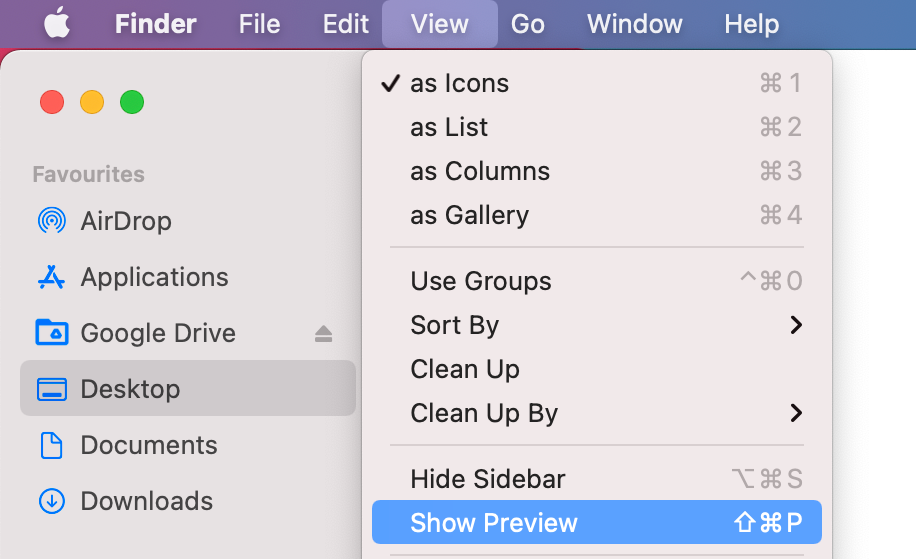 Finder File Edit View Go Window Help
✓ as Icons ⌘1
as List ⌘2
as Columns ⌘3
as Gallery ⌘4
Use Groups ^⌘0
Sort By >
Clean Up
Clean Up By >
Hide Sidebar ⌥⌘S
Show Preview ⇧⌘P
Favourites
AirDrop
Applications
Google Drive
Desktop
Documents
Downloads